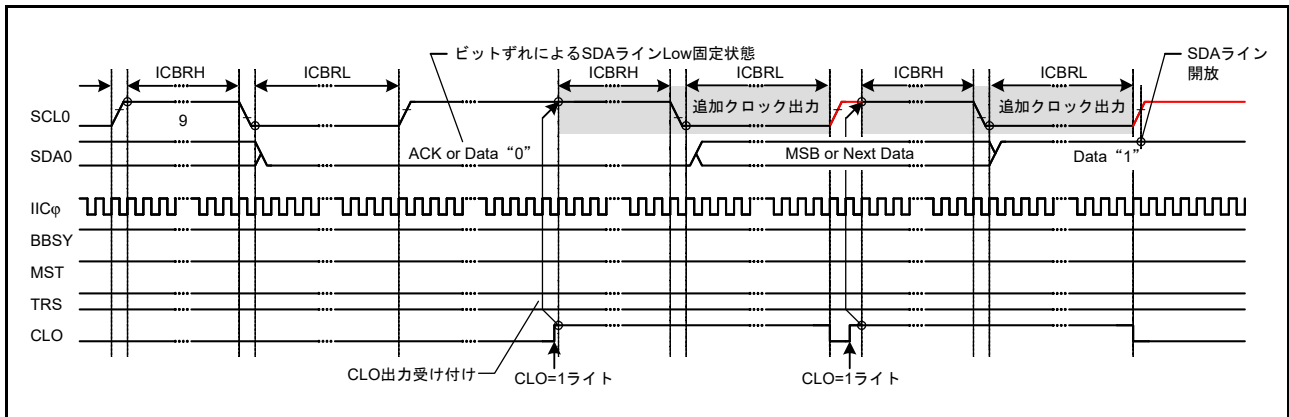 ビットずれによるSDAラインLow固定状態
SDAライン
開放
ICBRH
ICBRL
ICBRH
ICBRL
ICBRH
ICBRL
SCL0
9
追加クロック出力
追加クロック出力
SDA0
ACK or Data “0”
MSB or Next Data
Data “1”
IICφ
BBSY
MST
TRS
CLO
CLO出力受け付け
CLO=1ライト
CLO=1ライト